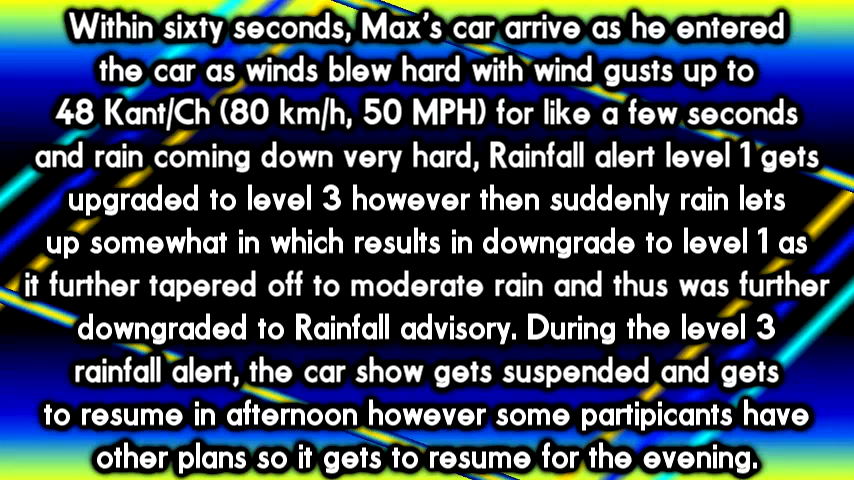 Within sixty seconds, Max's car arrive as he entered
the car as winds blew hard with wind gusts up to
48 Kant/Ch (80 km/h, 50 MPH) for like a few seconds
and rain coming down very hard, Rainfall alert level 1 gets
upgraded to level 3 however then suddenly rain lets
up somewhat in which results in downgrade to level 1 as
it further tapered off to moderate rain and thus was further
downgraded to Rainfall advisory. During the level 3
rainfall alert, the car show gets suspended and gets
to resume in afternoon however some partipicants have
other plans so it gets to resume for the evening.